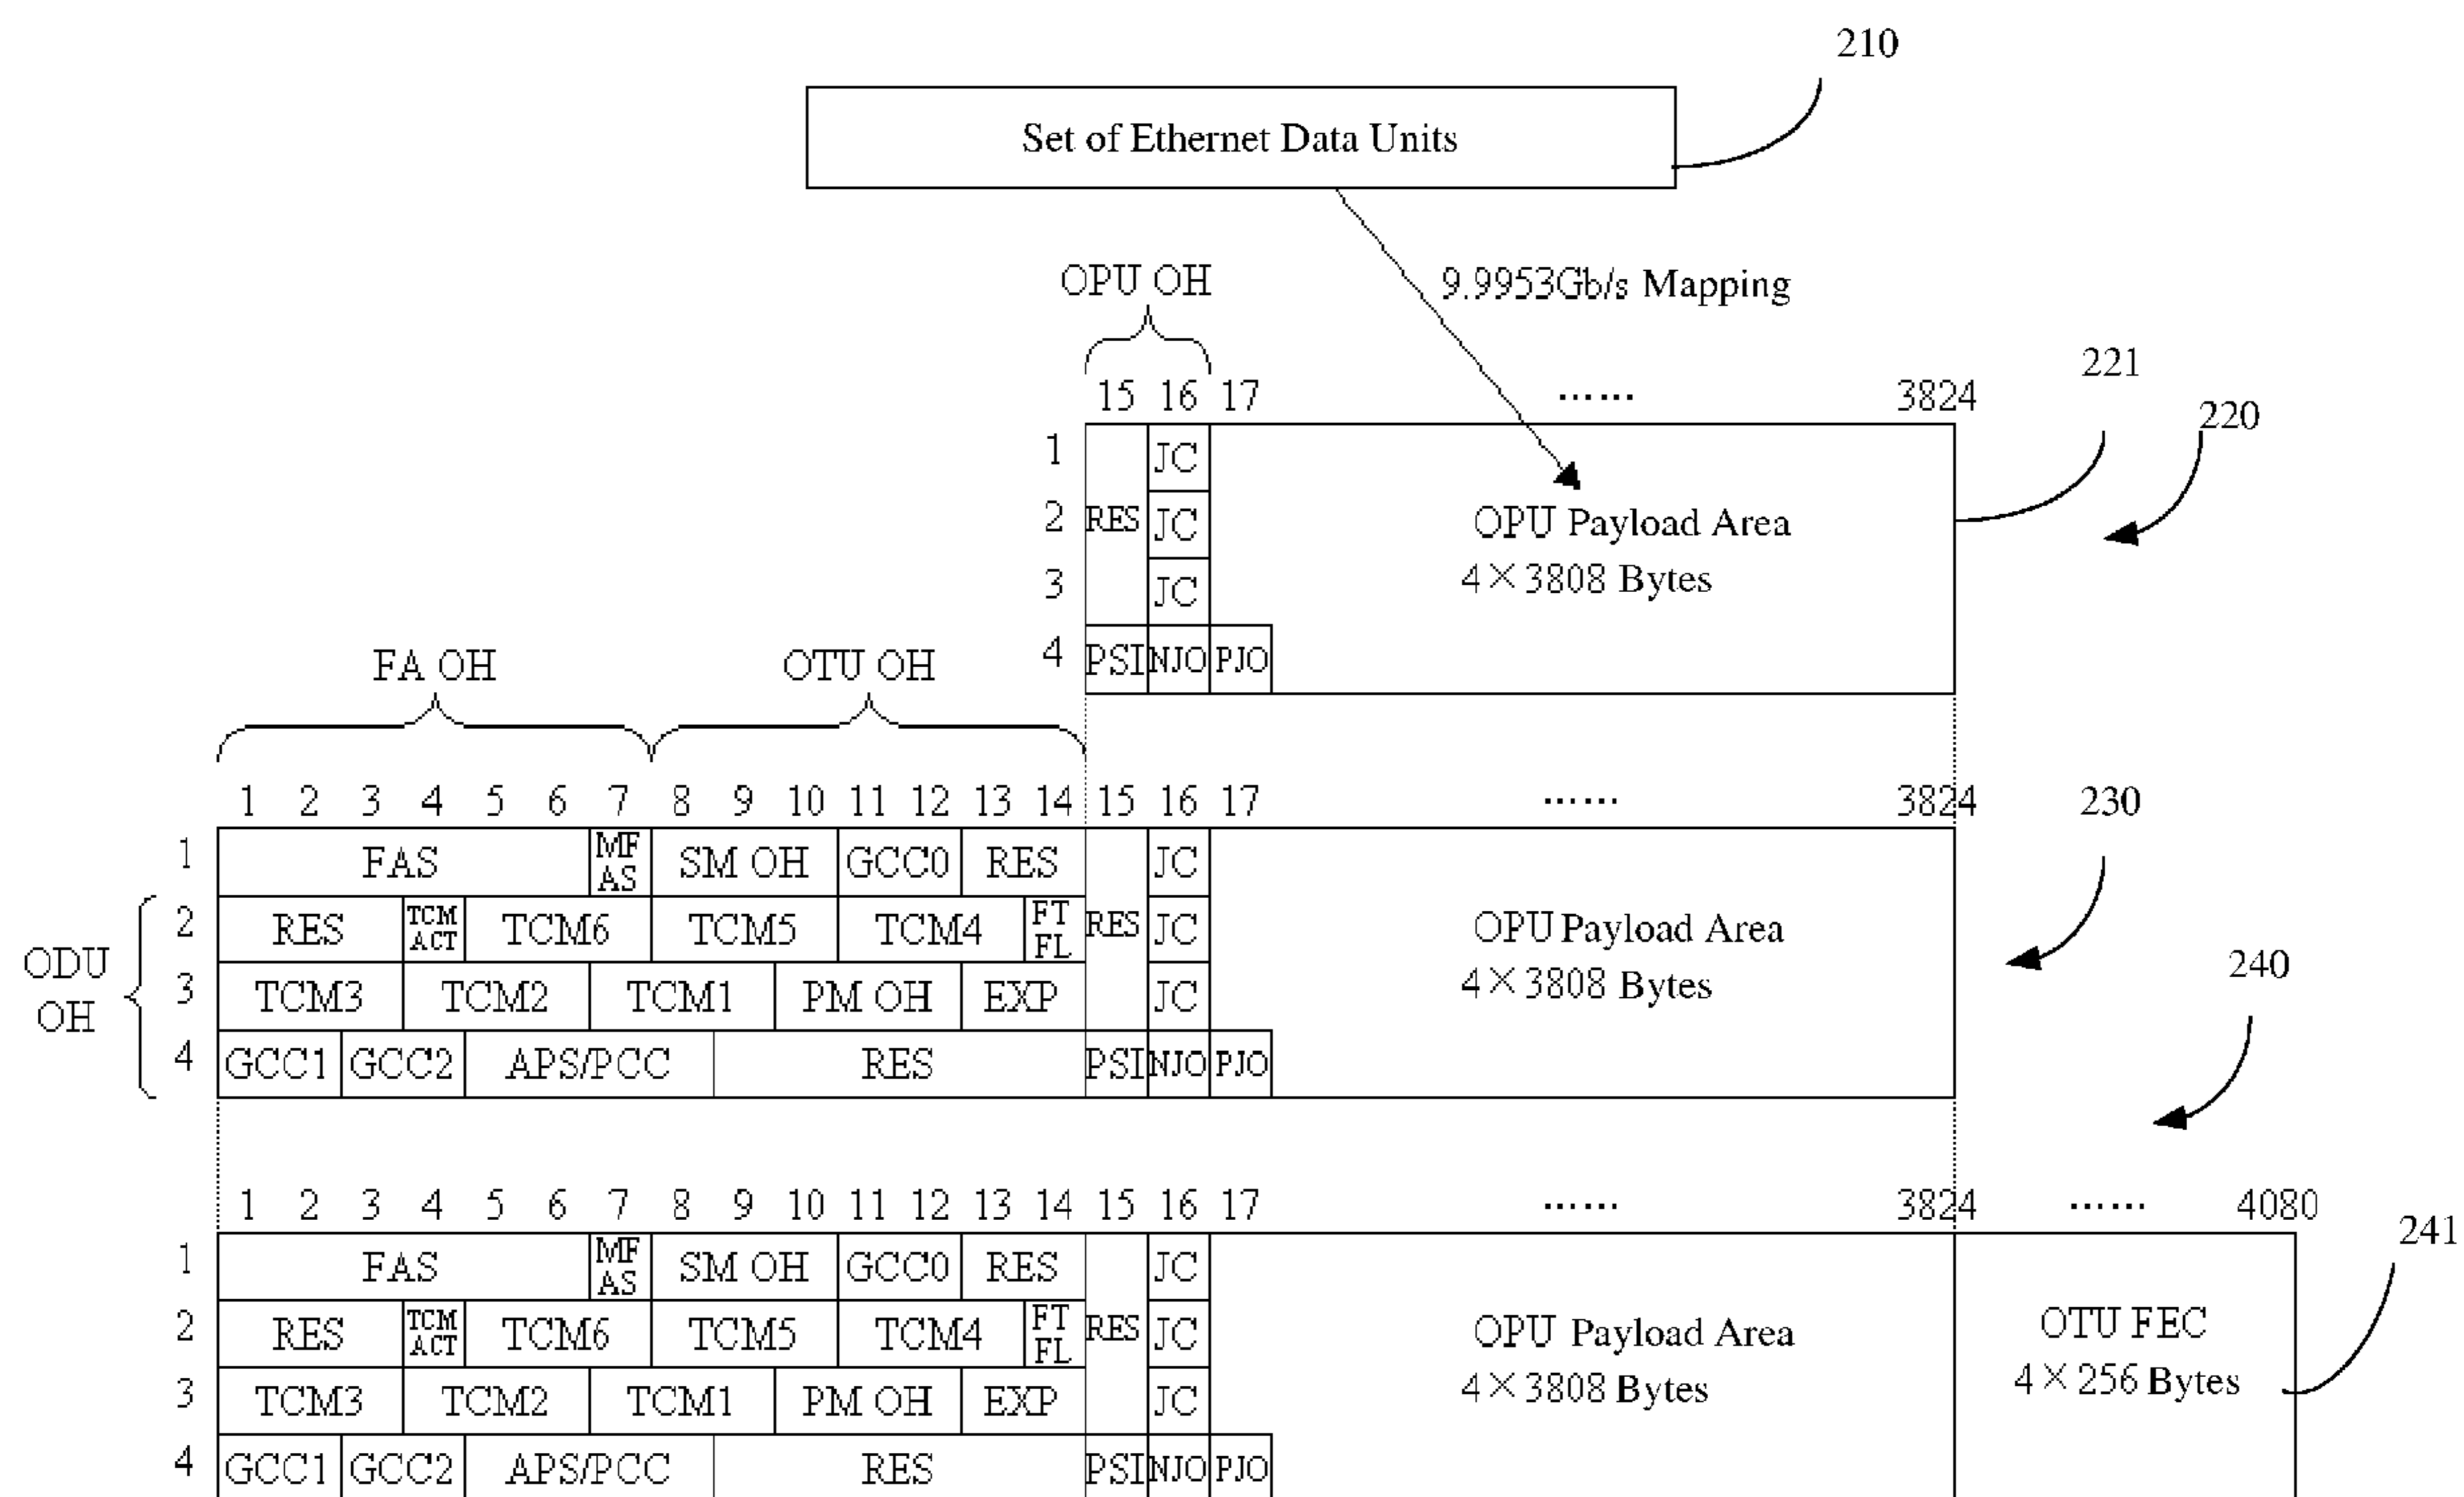 210
Set of Ethernet Data Units
OPU OH
9.9953Gb/s Mapping
221
15 16 17 ...... 3824
220
1 JC
2 RES JC OPU Payload Area
3 JC 4×3808 Bytes
4 PSI NJO PJO
FA OH OTU OH
1 2 3 4 5 6 7 8 9 10 11 12 13 14 15 16 17 ...... 3824
230
1 FAS MF AS SM OH GCC0 RES JC
2 RES TCM ACT TCM6 TCM5 TCM4 FT FL RES JC OPU Payload Area
ODU OH
240
3 TCM3 TCM2 TCM1 PM OH EXP JC 4×3808 Bytes
4 GCC1 GCC2 APS/PCC RES PSI NJO PJO
1 2 3 4 5 6 7 8 9 10 11 12 13 14 15 16 17 ...... 3824 ...... 4080
241
1 FAS MF AS SM OH GCC0 RES JC
2 RES TCM ACT TCM6 TCM5 TCM4 FT FL RES JC OPU Payload Area OTU FEC
3 TCM3 TCM2 TCM1 PM OH EXP JC 4×3808 Bytes 4×256 Bytes
4 GCC1 GCC2 APS/PCC RES PSI NJO PJO